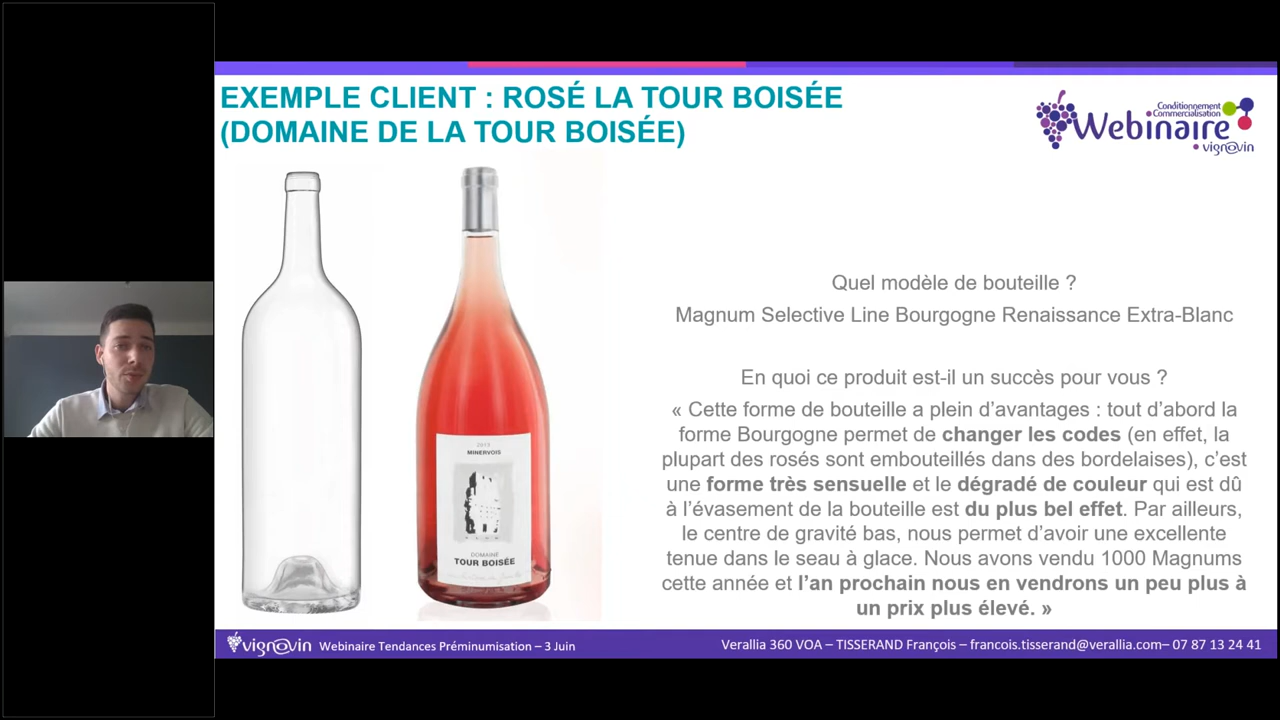 EXEMPLE CLIENT : ROSÉ LA TOUR BOISÉE
(DOMAINE DE LA TOUR BOISÉE)
Conditionnement
Commercialisation
Webinaire
vignovin
Quel modèle de bouteille ?
Magnum Selective Line Bourgogne Renaissance Extra-Blanc
En quoi ce produit est-il un succès pour vous ?
« Cette forme de bouteille a plein d’avantages : tout d’abord la
forme Bourgogne permet de changer les codes (en effet, la
plupart des rosés sont embouteillés dans des bordelaises), c’est
une forme très sensuelle et le dégradé de couleur qui est dû
à l’évasement de la bouteille est du plus bel effet. Par ailleurs,
le centre de gravité bas, nous permet d’avoir une excellente
tenue dans le seau à glace. Nous avons vendu 1000 Magnums
cette année et l’an prochain nous en vendrons un peu plus à
un prix plus élevé. »
MINERVOIS
DOMAINE
TOUR BOISÉE
vignovin Webinaire Tendances Préminumisation – 3 Juin
Verallia 360 VOA – TISSERAND François – francois.tisserand@verallia.com– 07 87 13 24 41